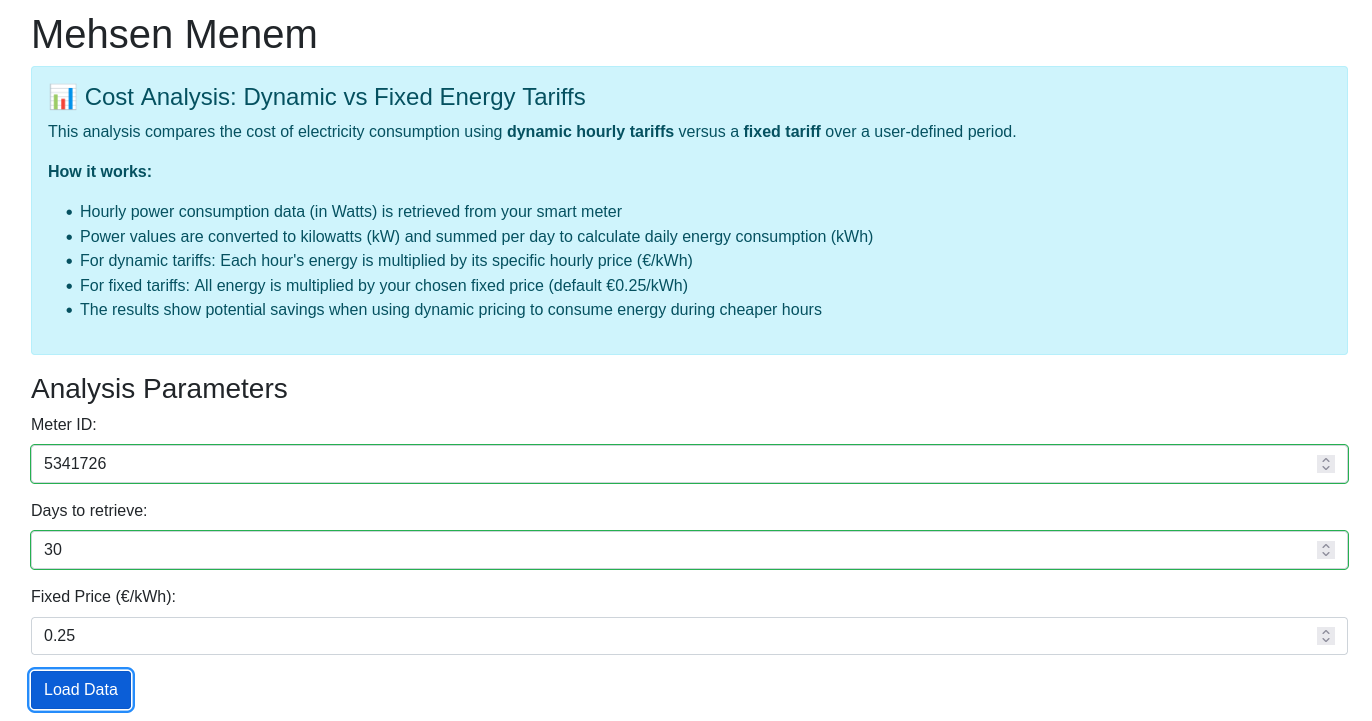 Mehsen Menem
📊 Cost Analysis: Dynamic vs Fixed Energy Tariffs
This analysis compares the cost of electricity consumption using dynamic hourly tariffs versus a fixed tariff over a user-defined period.
How it works:
• Hourly power consumption data (in Watts) is retrieved from your smart meter
• Power values are converted to kilowatts (kW) and summed per day to calculate daily energy consumption (kWh)
• For dynamic tariffs: Each hour's energy is multiplied by its specific hourly price (€/kWh)
• For fixed tariffs: All energy is multiplied by your chosen fixed price (default €0.25/kWh)
• The results show potential savings when using dynamic pricing to consume energy during cheaper hours
Analysis Parameters
Meter ID:
5341726
Days to retrieve:
30
Fixed Price (€/kWh):
0.25
Load Data